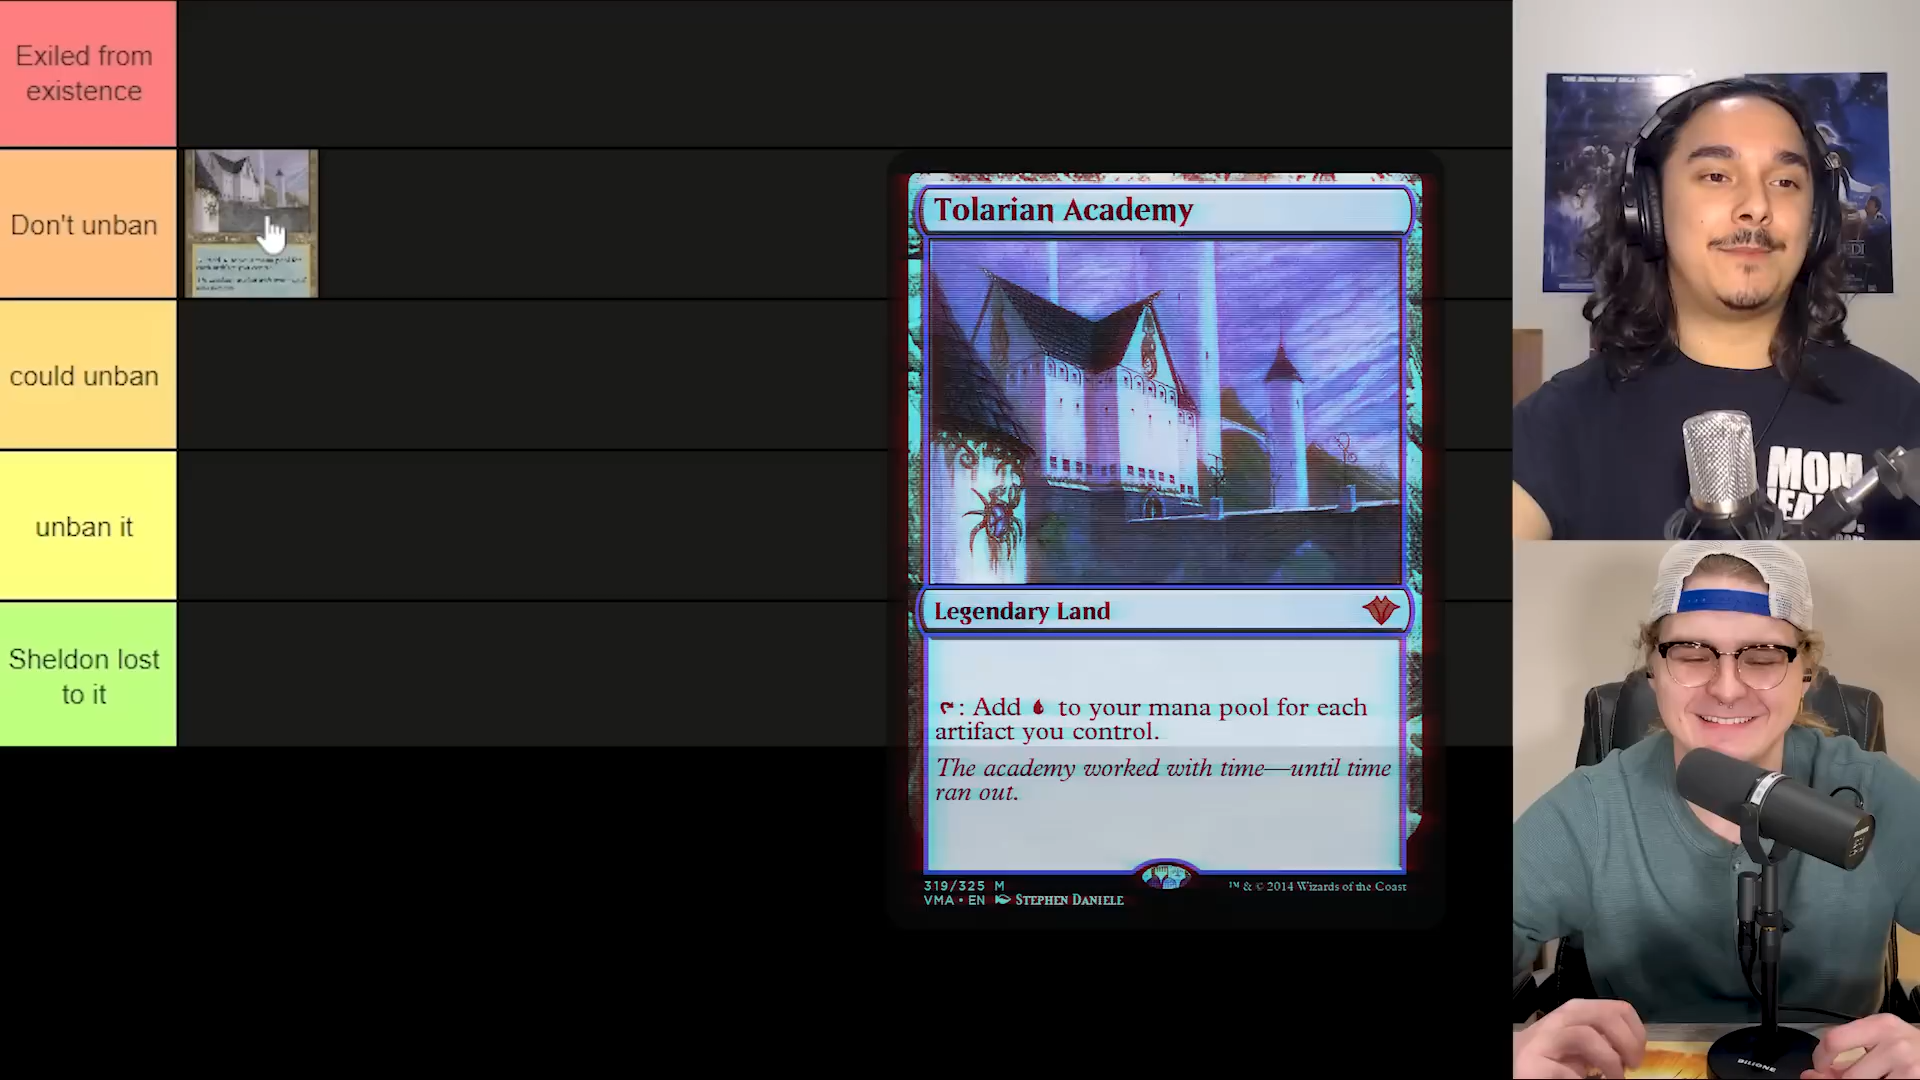 Exiled from
existence
Don't unban
could unban
unban it
Sheldon lost
to it
Tolarian Academy
Legendary Land
: Add to your mana pool for each
artifact you control.
The academy worked with time—until time
ran out.
319/325 M
VMA • EN STEPHEN DANIELE
™ & © 2014 Wizards of the Coast
MOM